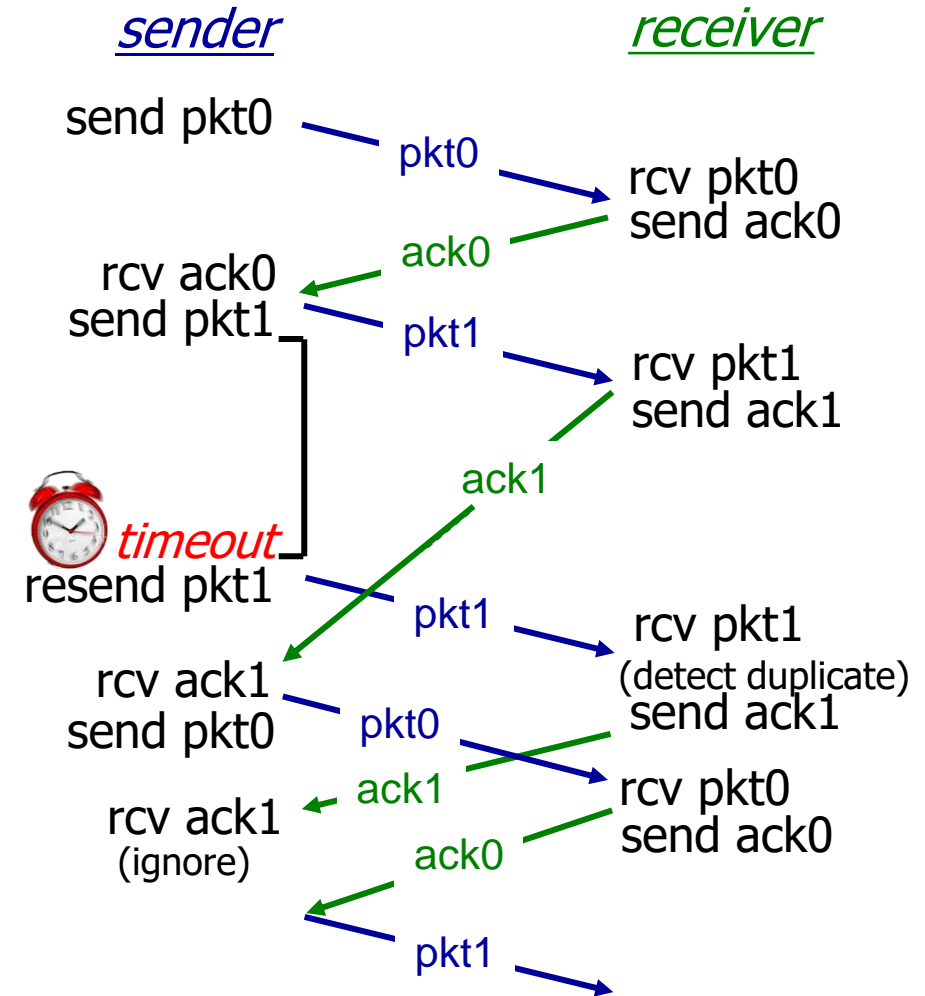 sender
receiver
send pkt0
pkt0
rcv pkt0
send ack0
ack0
rcv ack0
send pkt1
pkt1
rcv pkt1
send ack1
ack1
timeout
resend pkt1
pkt1
rcv pkt1
(detect duplicate)
send ack1
rcv ack1
send pkt0
pkt0
ack1
rcv pkt0
send ack0
rcv ack1
(ignore)
ack0
pkt1